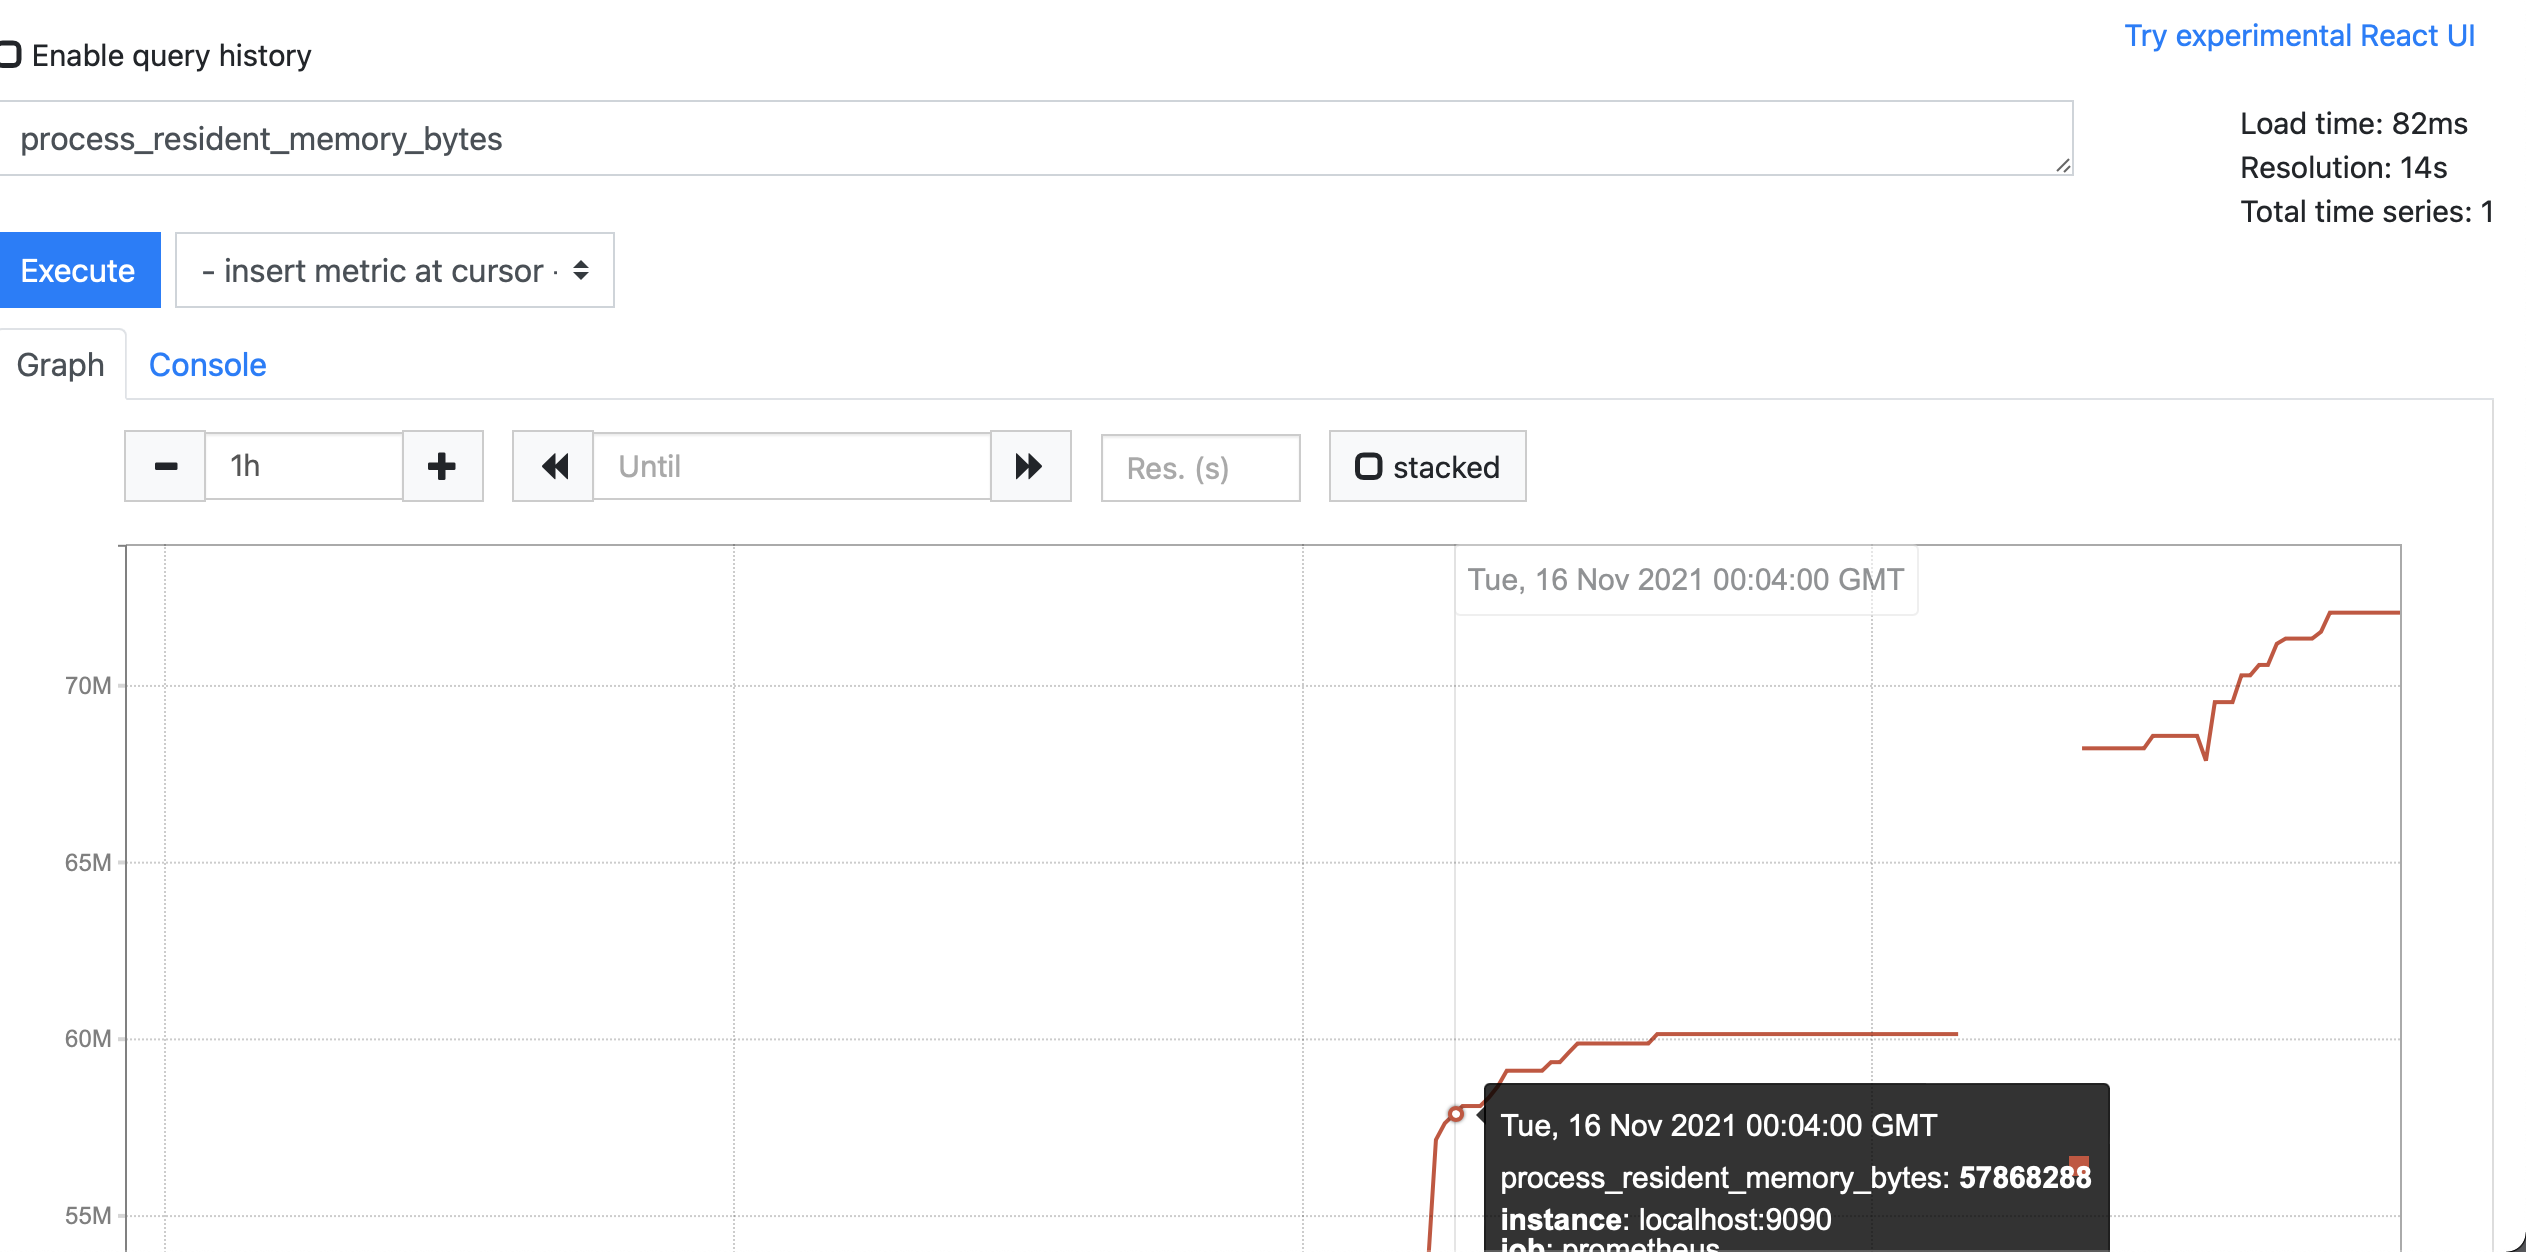 Try experimental React UI
Enable query history
process_resident_memory_bytes
Load time: 82ms
Resolution: 14s
Total time series: 1
Execute
- insert metric at cursor -
Graph
Console
1h
Until
Res. (s)
stacked
Tue, 16 Nov 2021 00:04:00 GMT
70M
65M
60M
55M
Tue, 16 Nov 2021 00:04:00 GMT
process_resident_memory_bytes: 57868288
instance: localhost:9090
job: prometheus